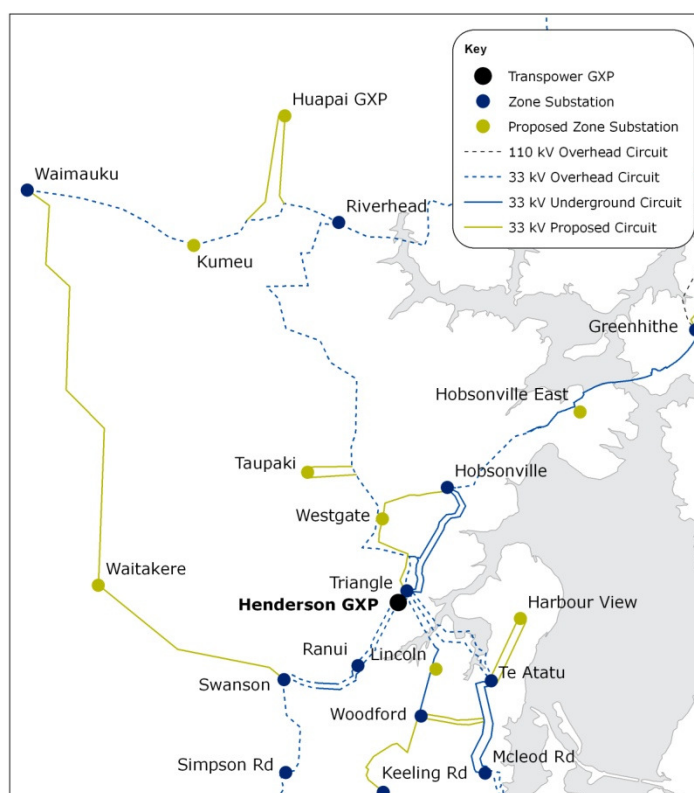 Key
Transpower GXP
Zone Substation
Proposed Zone Substation
110 kV Overhead Circuit
33 kV Overhead Circuit
33 kV Underground Circuit
33 kV Proposed Circuit
Huapai GXP
Waimauku
Riverhead
Kumeu
Greenhithe
Hobsonville East
Taupaki
Hobsonville
Westgate
Waitakere
Triangle
Henderson GXP
Harbour View
Ranui
Lincoln
Swanson
Te Atatu
Woodford
Simpson Rd
Keeling Rd
Mcleod Rd